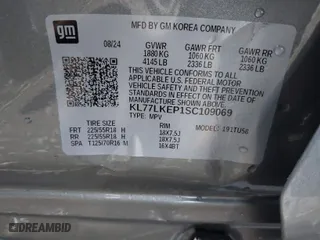 MFD BY GM KOREA COMPANY
gm
08/24 GVWR GAWR FRT GAWR RR
1880 KG 1060 KG 1060 KG
4145 LB 2336 LB 2336 LB
THIS VEHICLE CONFORMS TO ALL
APPLICABLE U.S. FEDERAL MOTOR
VEHICLE SAFETY AND THEFT
PREVENTION STANDARDS IN EFFECT
ON THE DATE OF MANUFACTURE
SHOWN ABOVE.
KL77LKEP1SC109069
TYPE: MPV MODEL:
TIRE SIZE RIM
FRT 225/55R18 H 18X7.5J
RR 225/55R18 H 18X7.5J
SPA T125/70R16 M 16X4BT